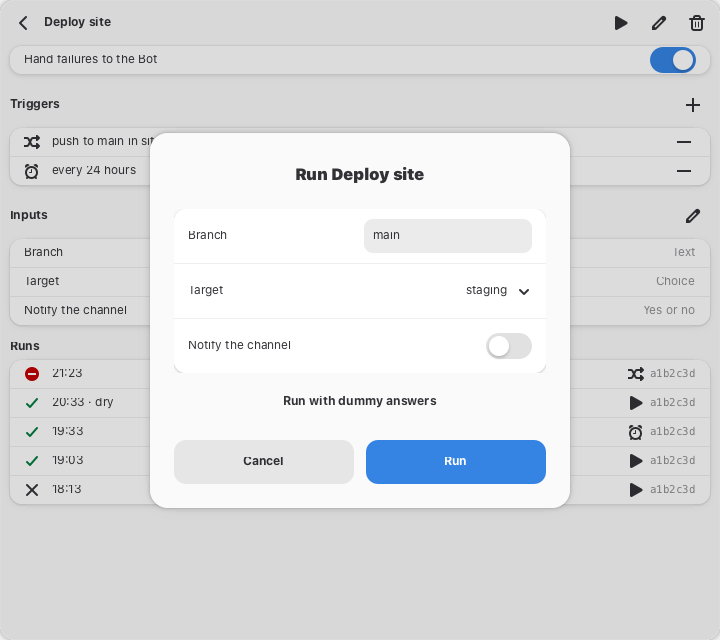 Deploy site
Hand failures to the Bot
Triggers
push to main in
every 24 hours
Run Deploy site
Inputs
Branch
main
Branch
Text
Target
Choice
Target
staging
Notify the channel
Yes or no
Notify the channel
Runs
21:23
a1b2c3d
20:33 · dry
a1b2c3d
Run with dummy answers
19:33
a1b2c3d
19:03
a1b2c3d
Cancel
Run
18:13
a1b2c3d